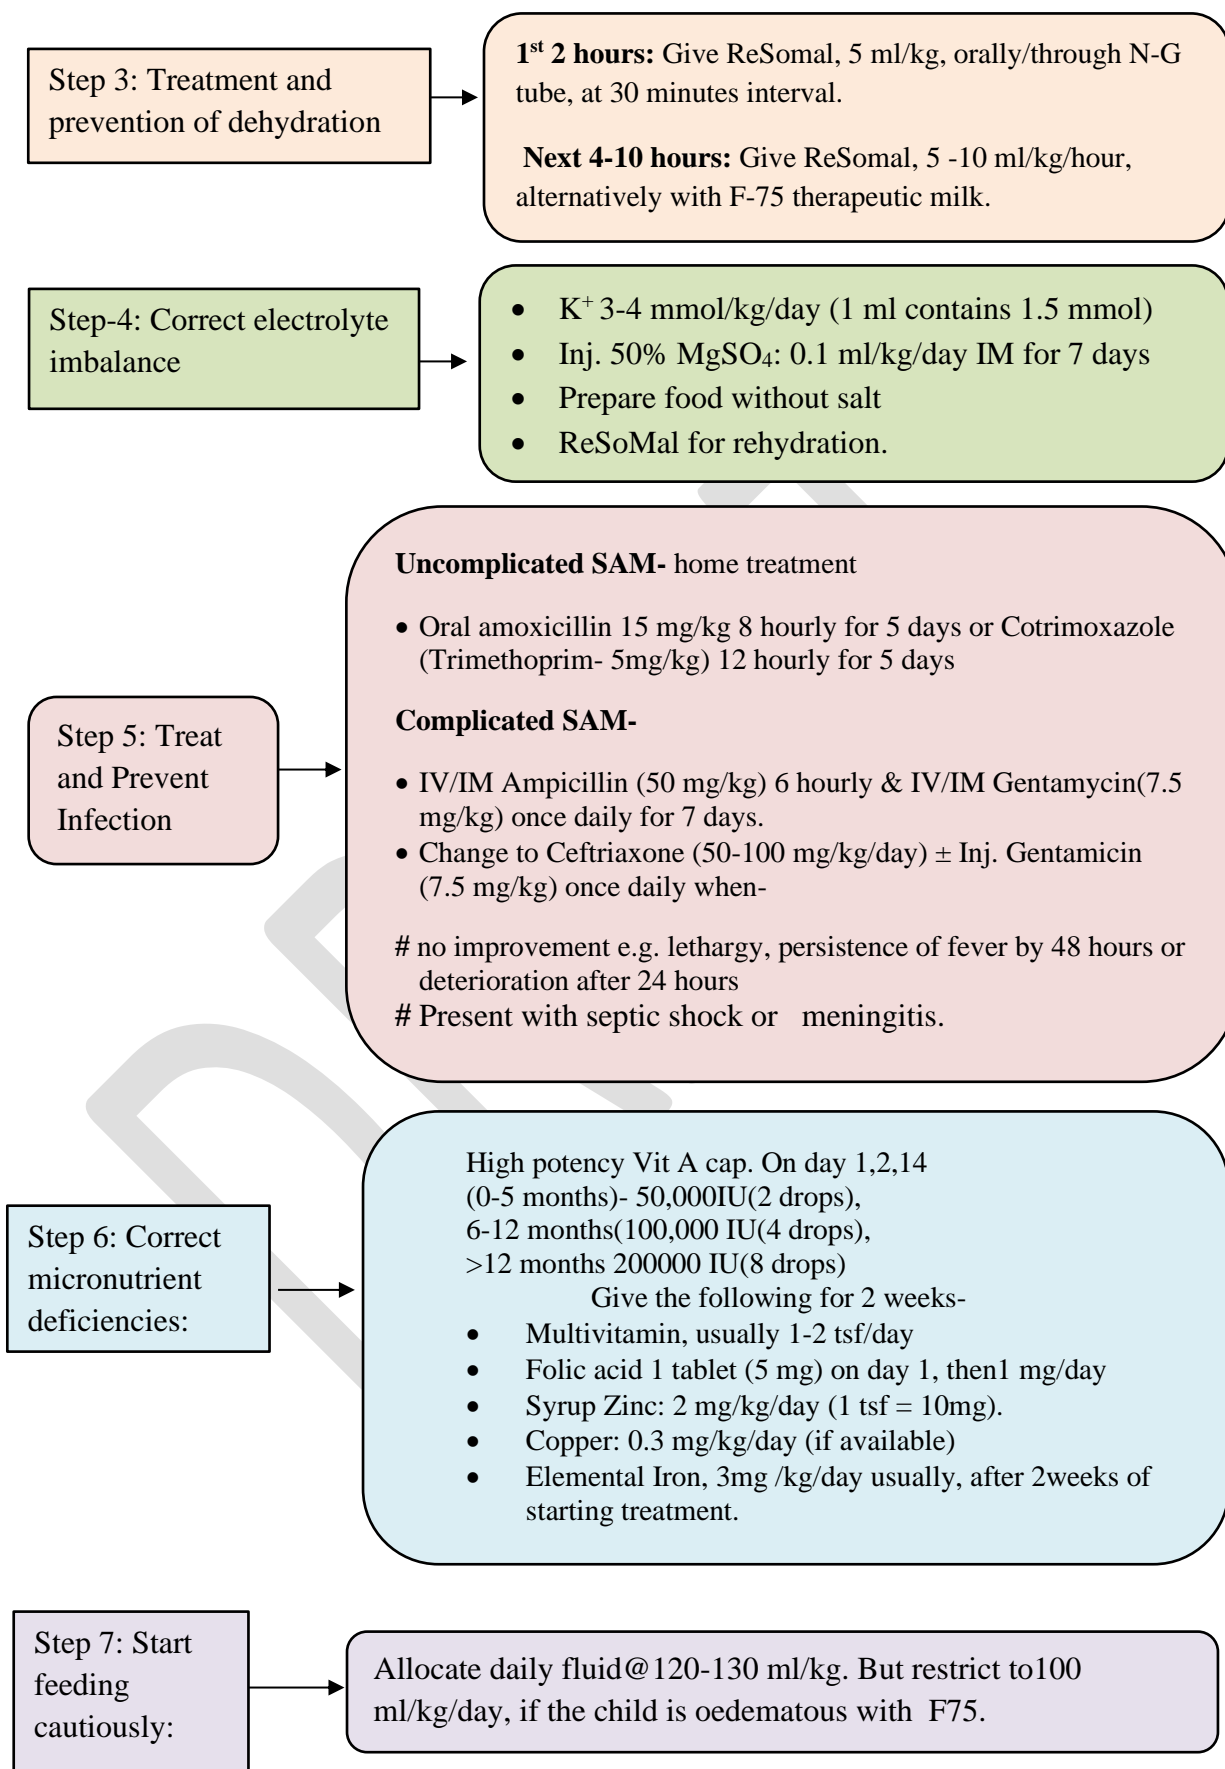 Step 3: Treatment and
prevention of dehydration
1st 2 hours: Give ReSomal, 5 ml/kg, orally/through N-G
tube, at 30 minutes interval.
Next 4-10 hours: Give ReSomal, 5 -10 ml/kg/hour,
alternatively with F-75 therapeutic milk.
Step-4: Correct electrolyte
imbalance
• K+ 3-4 mmol/kg/day (1 ml contains 1.5 mmol)
• Inj. 50% MgSO4: 0.1 ml/kg/day IM for 7 days
• Prepare food without salt
• ReSoMal for rehydration.
Step 5: Treat
and Prevent
Infection
Uncomplicated SAM- home treatment
• Oral amoxicillin 15 mg/kg 8 hourly for 5 days or Cotrimoxazole
(Trimethoprim- 5mg/kg) 12 hourly for 5 days
Complicated SAM-
• IV/IM Ampicillin (50 mg/kg) 6 hourly & IV/IM Gentamycin(7.5
mg/kg) once daily for 7 days.
• Change to Ceftriaxone (50-100 mg/kg/day) ± Inj. Gentamicin
(7.5 mg/kg) once daily when-
# no improvement e.g. lethargy, persistence of fever by 48 hours or
deterioration after 24 hours
# Present with septic shock or meningitis.
Step 6: Correct
micronutrient
deficiencies:
High potency Vit A cap. On day 1,2,14
(0-5 months)- 50,000IU(2 drops),
6-12 months(100,000 IU(4 drops),
>12 months 200000 IU(8 drops)
Give the following for 2 weeks-
• Multivitamin, usually 1-2 tsf/day
• Folic acid 1 tablet (5 mg) on day 1, then1 mg/day
• Syrup Zinc: 2 mg/kg/day (1 tsf = 10mg).
• Copper: 0.3 mg/kg/day (if available)
• Elemental Iron, 3mg /kg/day usually, after 2weeks of
starting treatment.
Step 7: Start
feeding
cautiously:
Allocate daily fluid@120-130 ml/kg. But restrict to100
ml/kg/day, if the child is oedematous with F75.